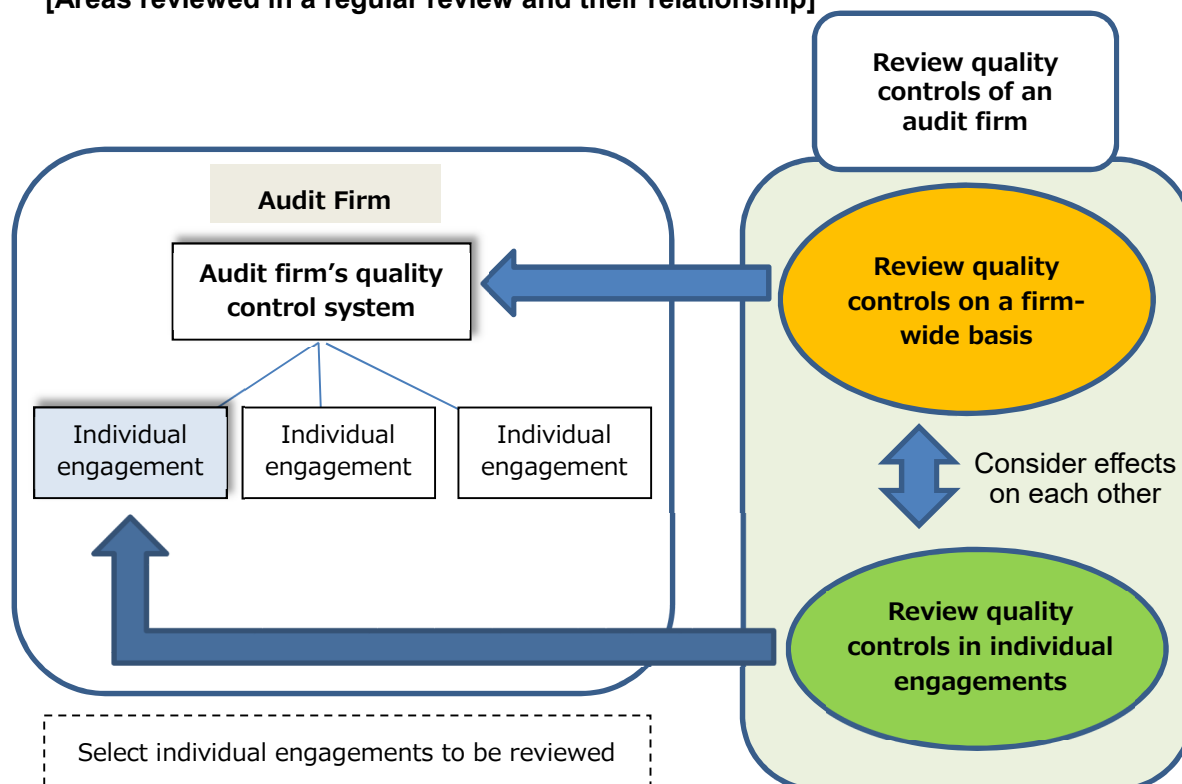 [Areas reviewed in a regular review and their relationship]
Review quality
controls of an
audit firm
Audit Firm
Audit firm's quality
control system
Individual
engagement
Individual
engagement
Individual
engagement
Review quality
controls on a firm-
wide basis
Consider effects
on each other
Review quality
controls in individual
engagements
Select individual engagements to be reviewed